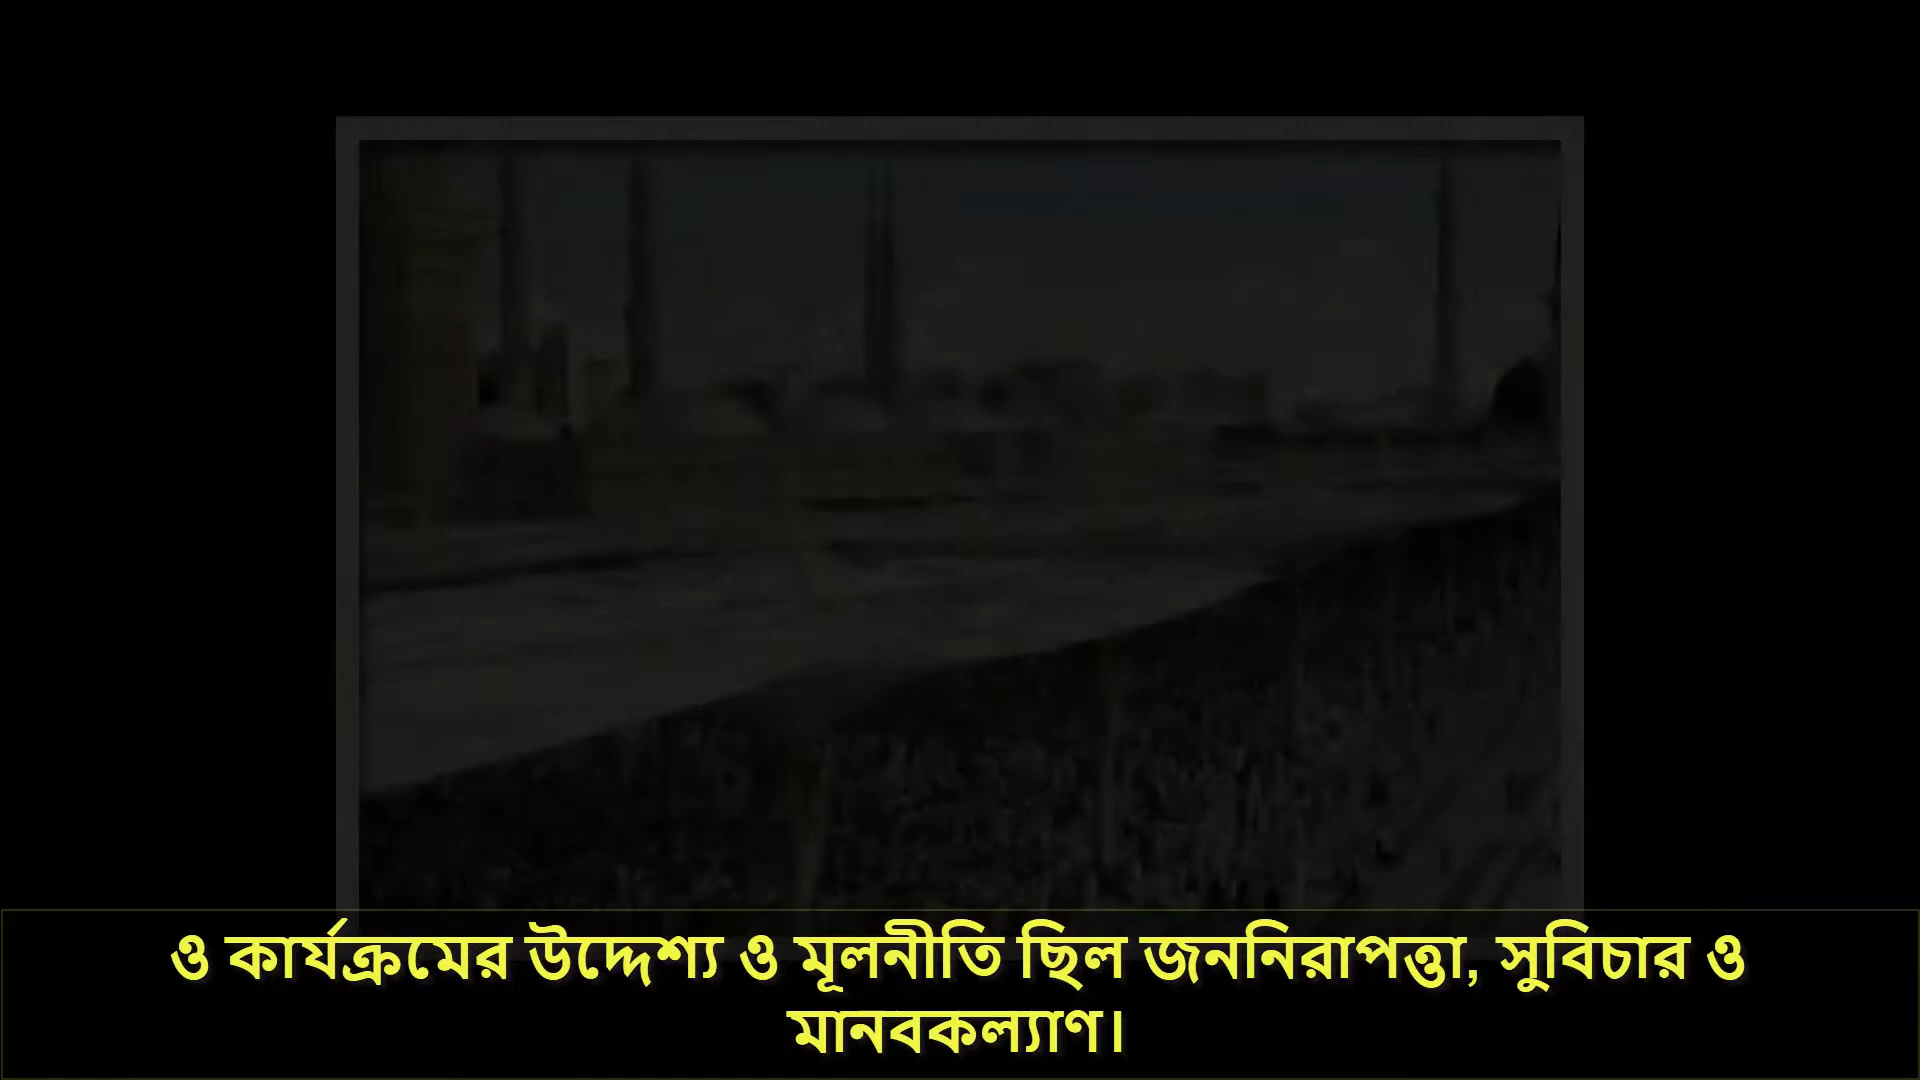 ও কার্যক্রমের উদ্দেশ্য ও মূলনীতি ছিল জননিরাপত্তা, সুবিচার ও
মানবকল্যাণ।